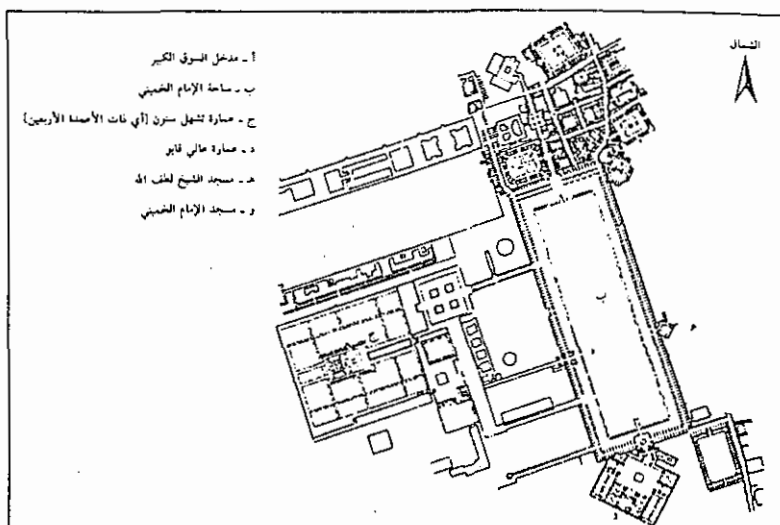 الشمال
أ ـ مدخل السوق الكبير
ب ـ ساحة الإمام الخميني
ج ـ عمارة تشهل ستون (أي ذات الأعمدة الأربعين)
د ـ عمارة عالي قابو
هـ ـ مسجد الشيخ لطف الله
و ـ مسجد الإمام الخميني
أ
ب
ج
د
هـ
و